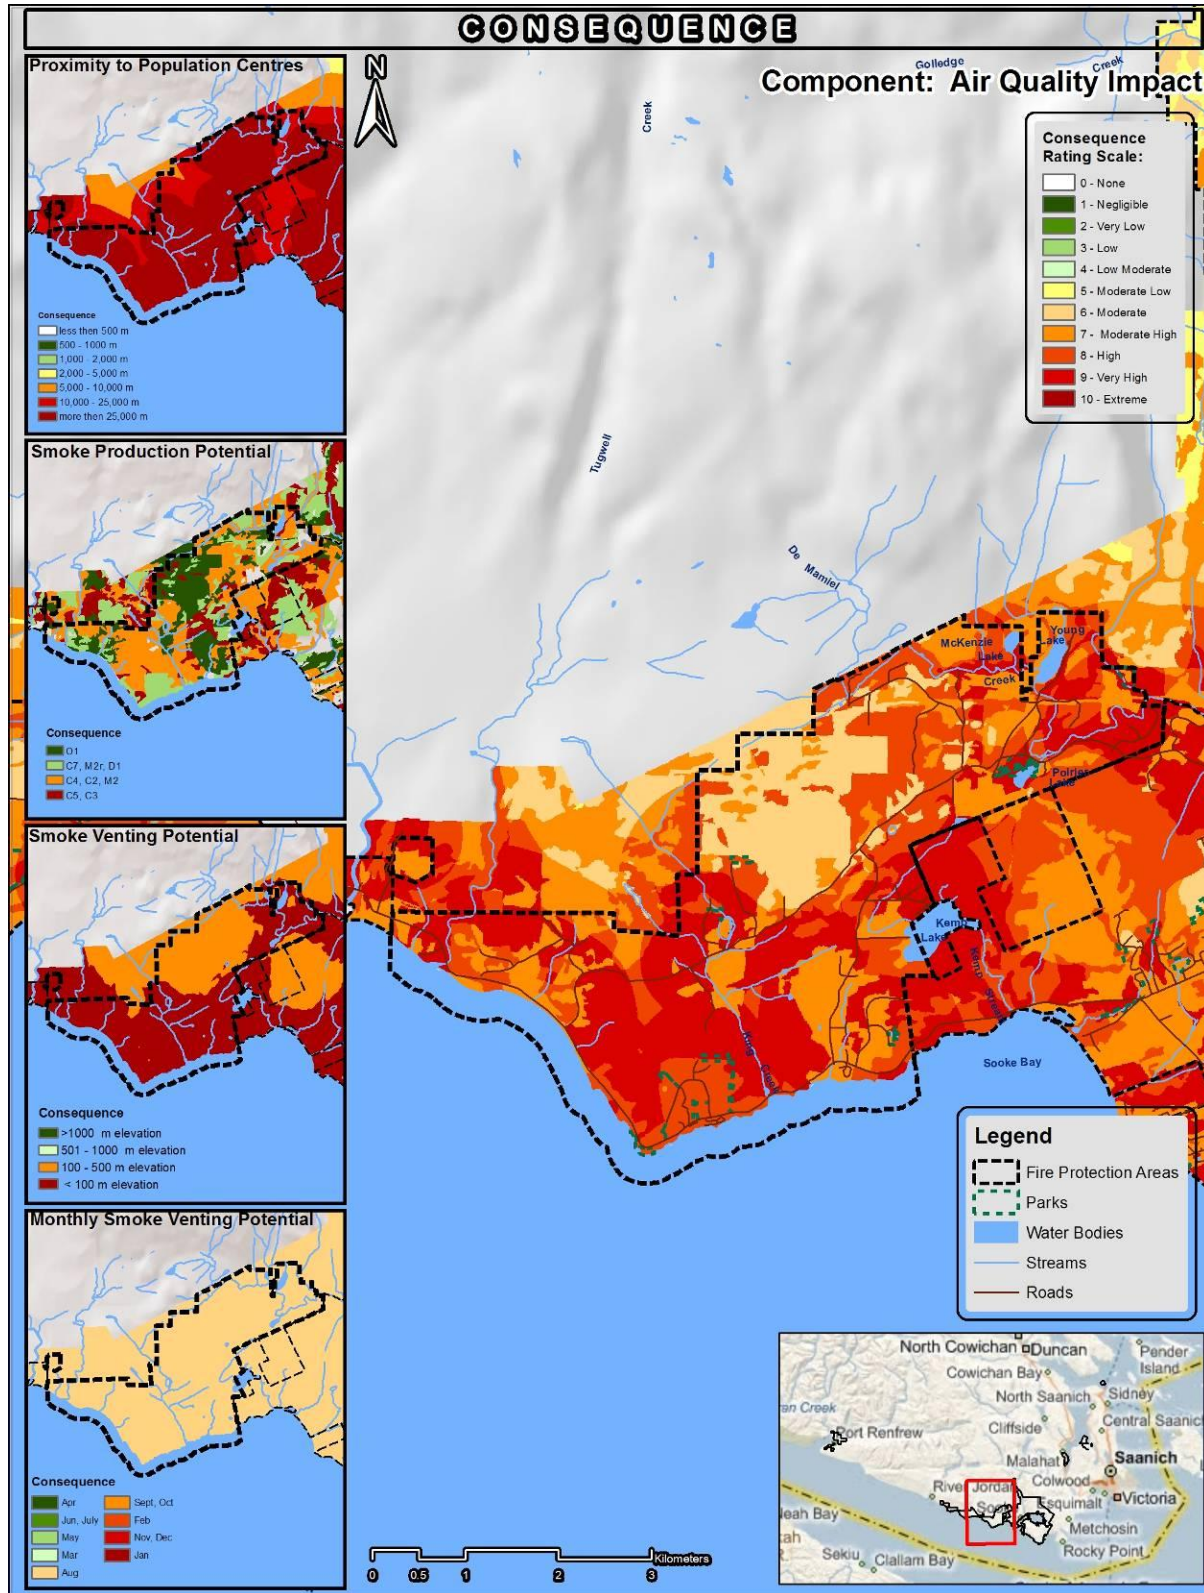 CONSEQUENCE
Component: Air Quality Impact
Proximity to Population Centres
Consequence
less then 500 m
500 - 1000 m
1,000 - 2,000 m
2,000 - 5,000 m
5,000 - 10,000 m
10,000 - 25,000 m
more then 25,000 m
Smoke Production Potential
Consequence
O1
C7, M2r, D1
C4, C2, M2
C5, C3
Smoke Venting Potential
Consequence
>1000 m elevation
501 - 1000 m elevation
100 - 500 m elevation
< 100 m elevation
Monthly Smoke Venting Potential
Consequence
Apr
Jun, July
May
Mar
Aug
Sept, Oct
Feb
Nov, Dec
Jan
N
Golledge
Creek
Creek
Tugwell
De Mamiel
McKenzie
Lake
Creek
Young
Lake
Poirier
Lake
Kemp
Lake
Kemp
Stream
King
Creek
Sooke Bay
Consequence
Rating Scale:
0 - None
1 - Negligible
2 - Very Low
3 - Low
4 - Low Moderate
5 - Moderate Low
6 - Moderate
7 - Moderate High
8 - High
9 - Very High
10 - Extreme
Legend
Fire Protection Areas
Parks
Water Bodies
Streams
Roads
0 0.5 1 2 3
Kilometers
North Cowichan
Duncan
Pender
Island
Cowichan Bay
North Saanich
Sidney
Cliffside
Central Saanich
Port Renfrew
Malahat
Saanich
River Jordan
Colwood
Esquimalt
Victoria
Neah Bay
Metchosin
Rocky Point
Sekiu
Clallam Bay